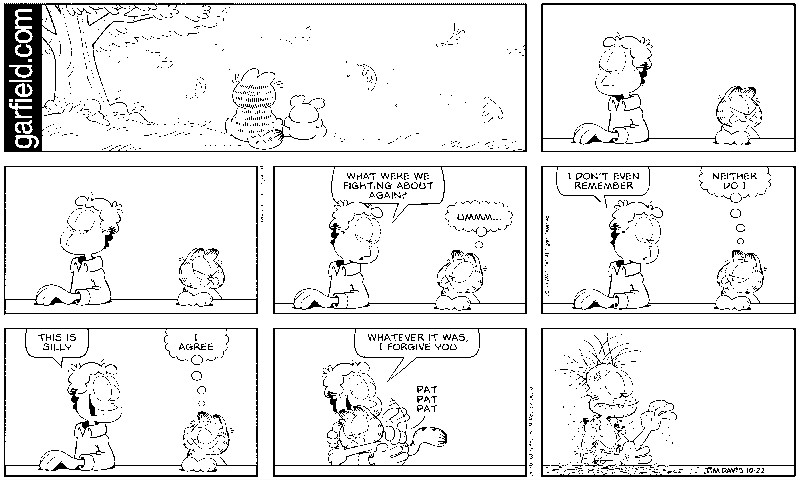 garfield.com
WHAT WERE WE
FIGHTING ABOUT
AGAIN?
UMMM...
I DON'T EVEN
REMEMBER
NEITHER
DO I
THIS IS
SILLY
I
AGREE
WHATEVER IT WAS,
I FORGIVE YOU
PAT
PAT
PAT
JIM DAVIS 10-22